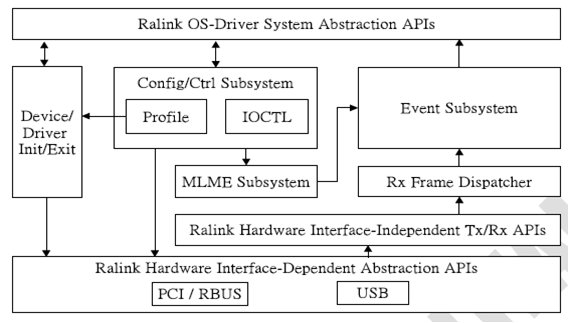 Ralink OS-Driver System Abstraction APIs
Device/
Driver
Init/Exit
Config/Ctrl Subsystem
Profile
IOCTL
Event Subsystem
MLME Subsystem
Rx Frame Dispatcher
Ralink Hardware Interface-Independent Tx/Rx APIs
Ralink Hardware Interface-Dependent Abstraction APIs
PCI / RBUS
USB